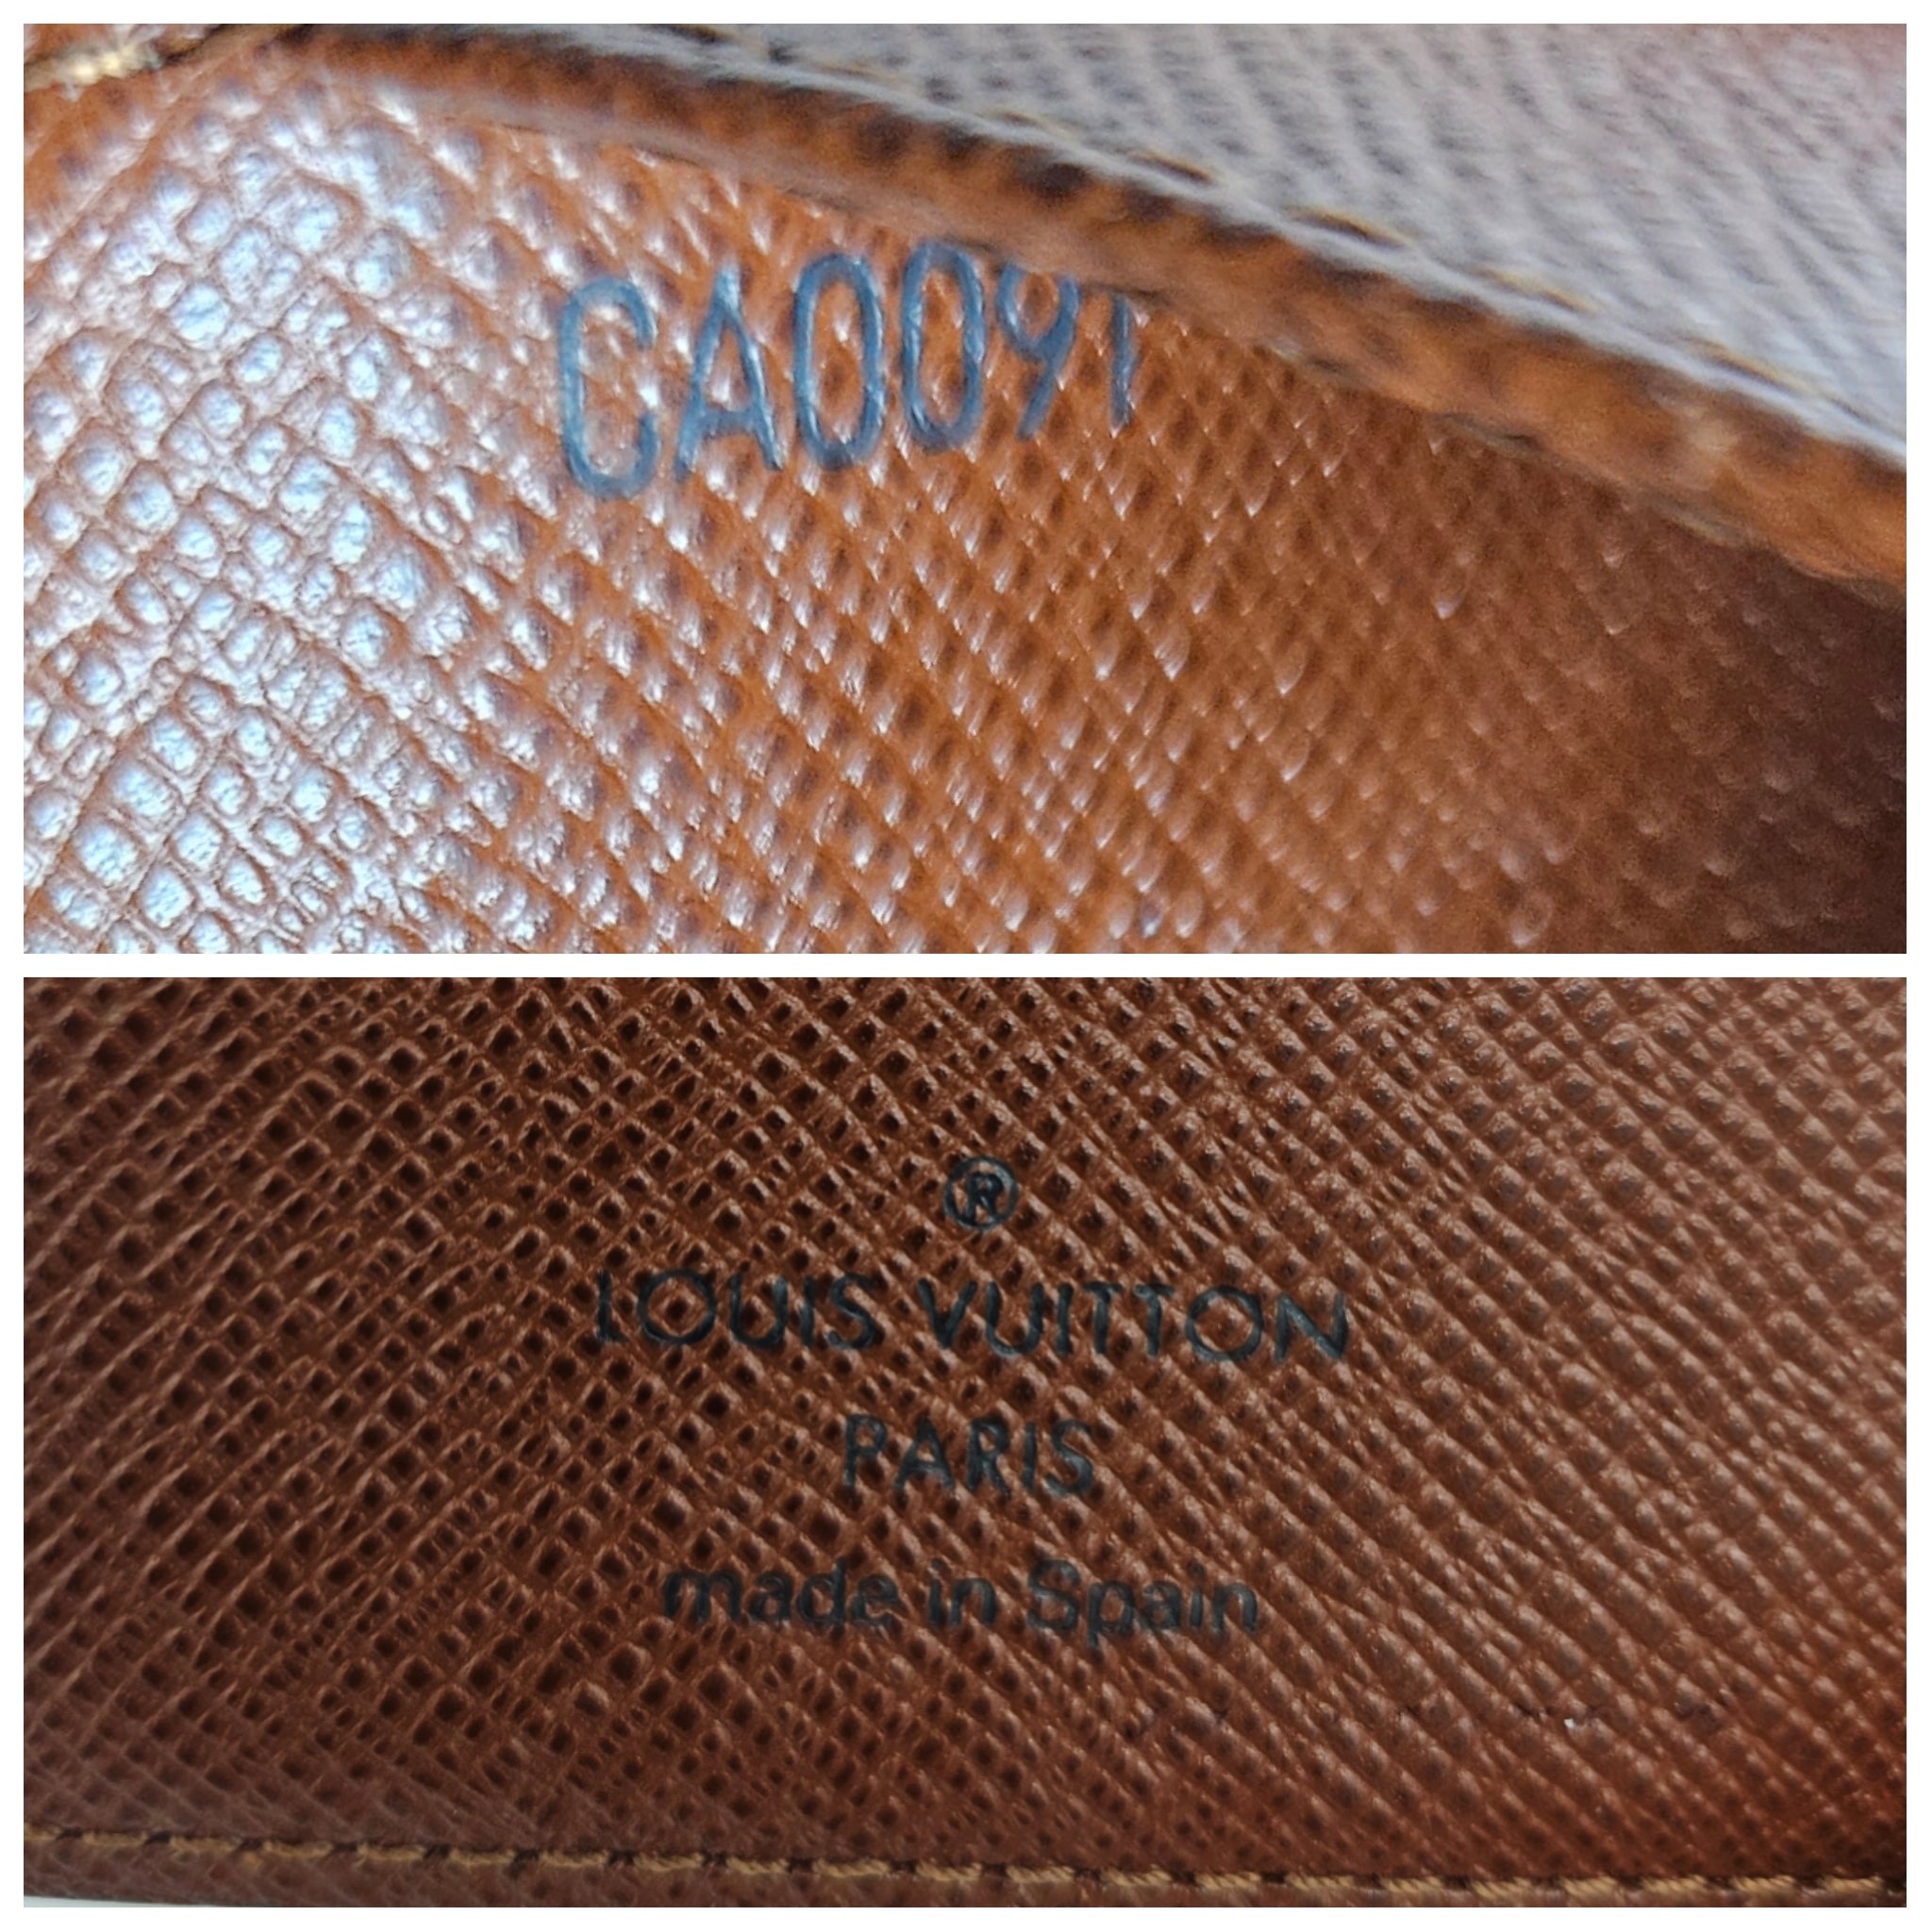 CA0091
®
LOUIS VUITTON
PARIS
made in Spain